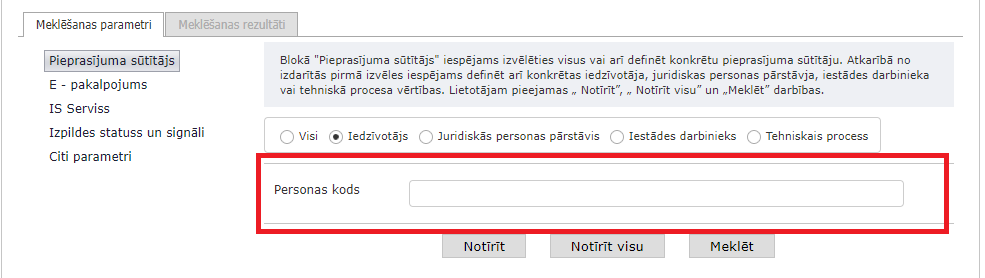 Meklēšanas parametri Meklēšanas rezultāti
Pieprasījuma sūtītājs
E - pakalpojums
IS Serviss
Izpildes statuss un signāli
Citi parametri
Blokā "Pieprasījuma sūtītājs" iespējams izvēlēties visus vai arī definēt konkrētu pieprasījuma sūtītāju. Atkarībā no
izdarītās pirmā izvēles iespējams definēt arī konkrētas iedzīvotāja, juridiskas personas pārstāvja, iestādes darbinieka
vai tehniskā procesa vērtības. Lietotājam pieejamas „ Notīrīt”, „ Notīrīt visu” un „Meklēt” darbības.
Visi Iedzīvotājs Juridiskās personas pārstāvis Iestādes darbinieks Tehniskais process
Personas kods
Notīrīt Notīrīt visu Meklēt